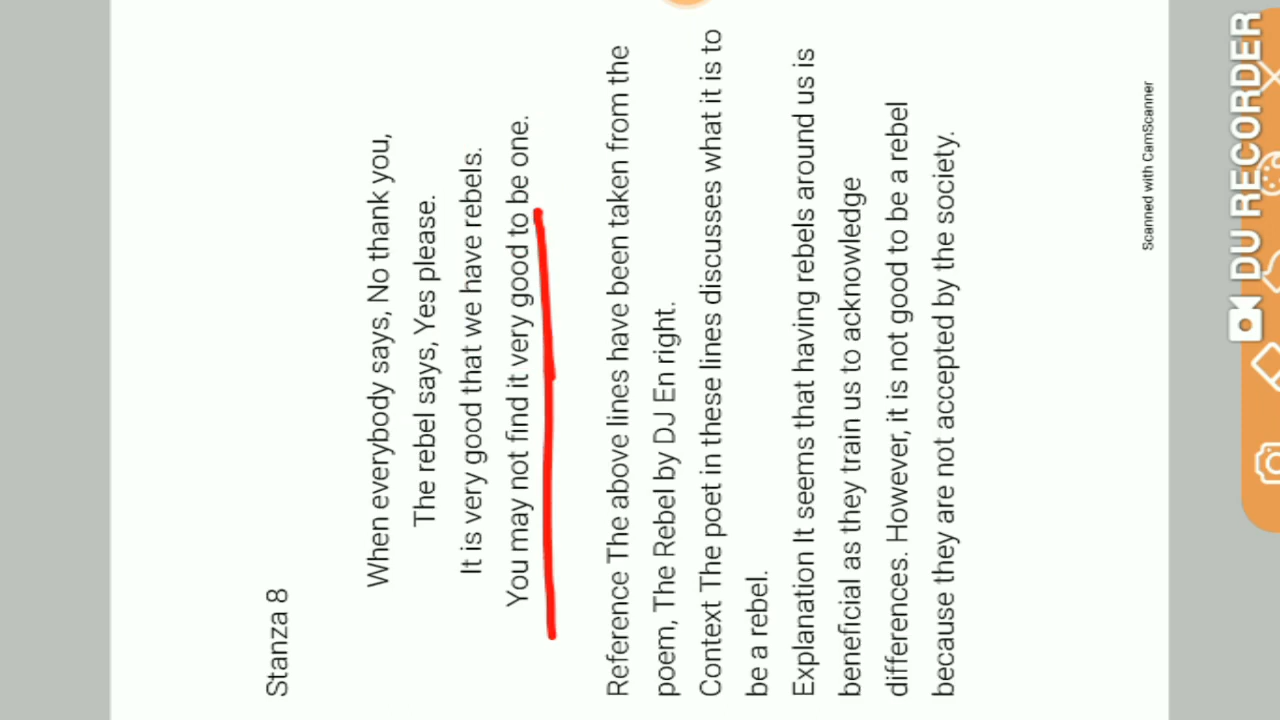 Stanza 8
When everybody says, No thank you,
The rebel says, Yes please.
It is very good that we have rebels.
You may not find it very good to be one.
Reference The above lines have been taken from the
poem, The Rebel by DJ En right.
Context The poet in these lines discusses what it is to
be a rebel.
Explanation It seems that having rebels around us is
beneficial as they train us to acknowledge
differences. However, it is not good to be a rebel
because they are not accepted by the society.
Scanned with CamScanner
DU RECORDER